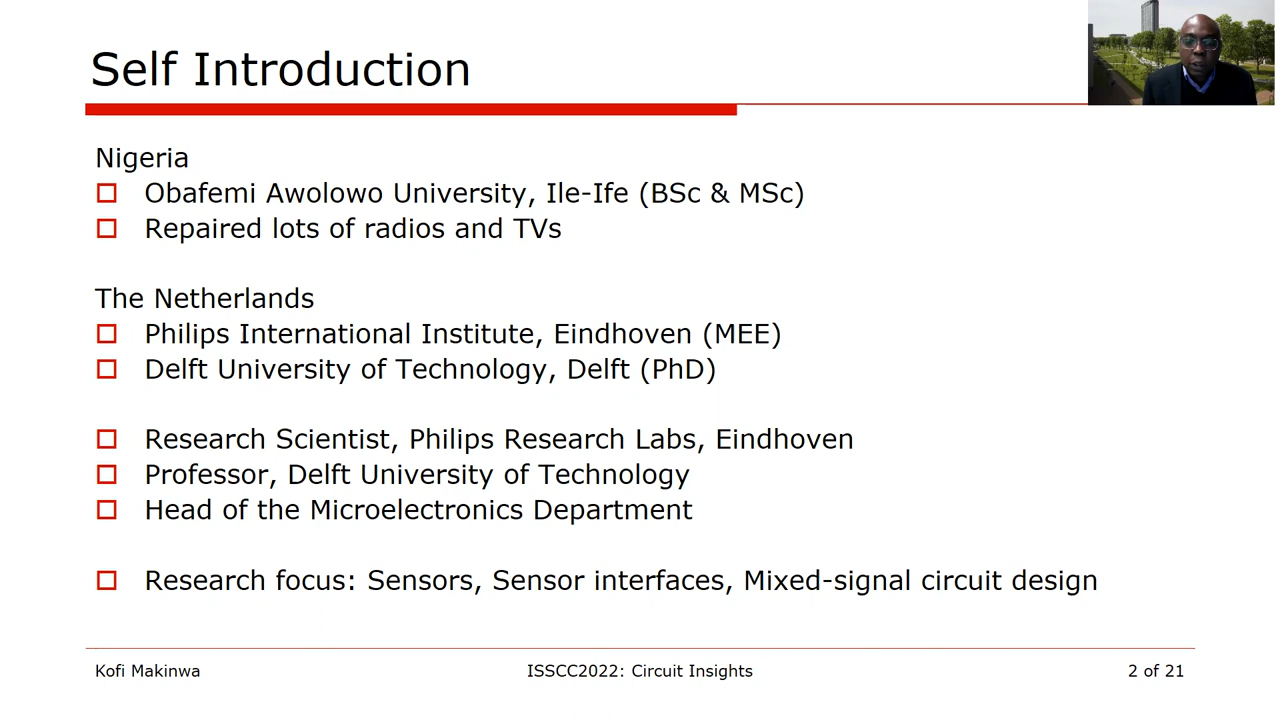 Self Introduction
Nigeria
Obafemi Awolowo University, Ile-Ife (BSc & MSc)
Repaired lots of radios and TVs
The Netherlands
Philips International Institute, Eindhoven (MEE)
Delft University of Technology, Delft (PhD)
Research Scientist, Philips Research Labs, Eindhoven
Professor, Delft University of Technology
Head of the Microelectronics Department
Research focus: Sensors, Sensor interfaces, Mixed-signal circuit design
Kofi Makinwa
ISSCC2022: Circuit Insights
2 of 21